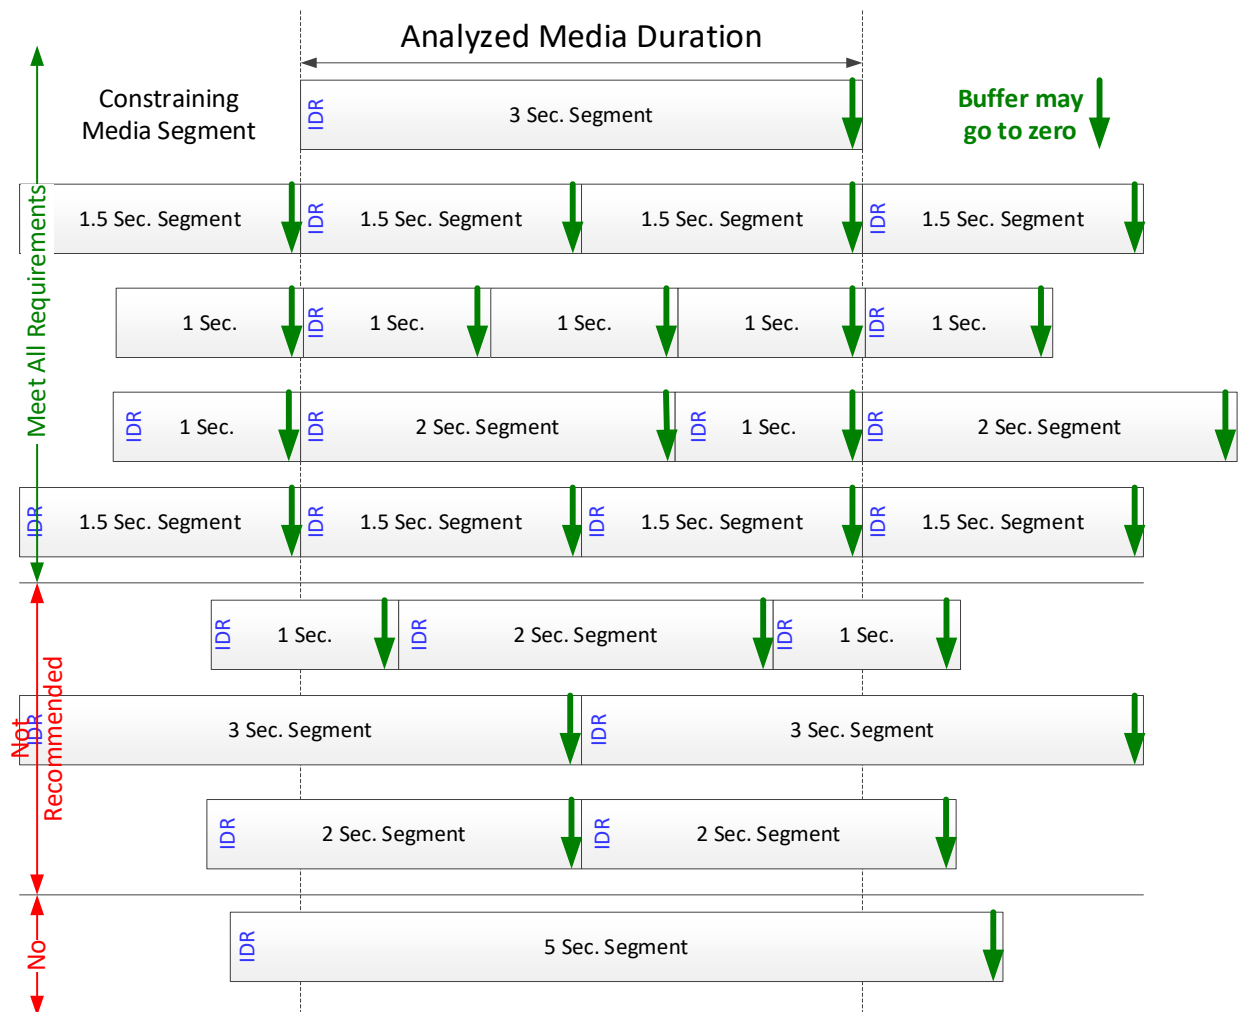 Analyzed Media Duration
Constraining
Media Segment
IDR
3 Sec. Segment
Buffer may
go to zero
Meet All Requirements
1.5 Sec. Segment
IDR
1.5 Sec. Segment
1.5 Sec. Segment
IDR
1.5 Sec. Segment
1 Sec.
IDR
1 Sec.
1 Sec.
1 Sec.
IDR
1 Sec.
IDR
1 Sec.
IDR
2 Sec. Segment
IDR
1 Sec.
IDR
2 Sec. Segment
IDR
1.5 Sec. Segment
IDR
1.5 Sec. Segment
IDR
1.5 Sec. Segment
IDR
1.5 Sec. Segment
Not
Recommended
IDR
1 Sec.
IDR
2 Sec. Segment
IDR
1 Sec.
IDR
3 Sec. Segment
IDR
3 Sec. Segment
IDR
2 Sec. Segment
IDR
2 Sec. Segment
No
IDR
5 Sec. Segment